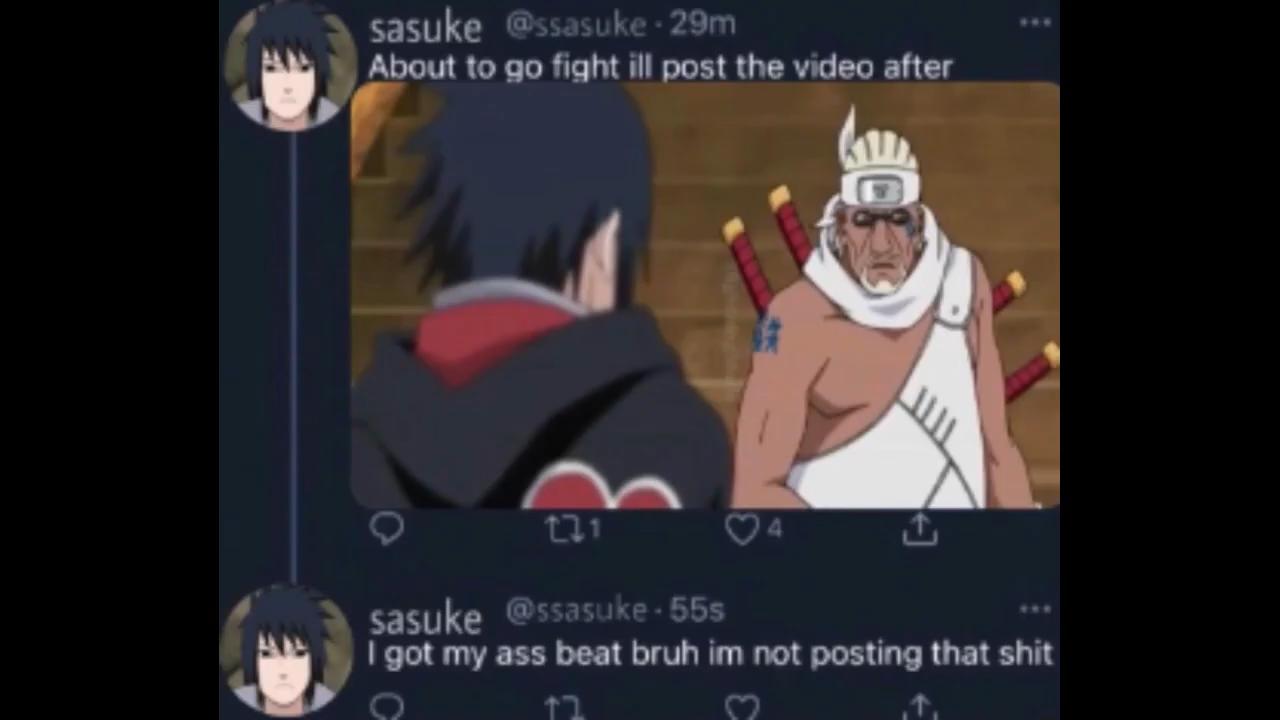 sasuke @ssasuke · 29m
About to go fight ill post the video after
1 4
sasuke @ssasuke · 55s
I got my ass beat bruh im not posting that shit